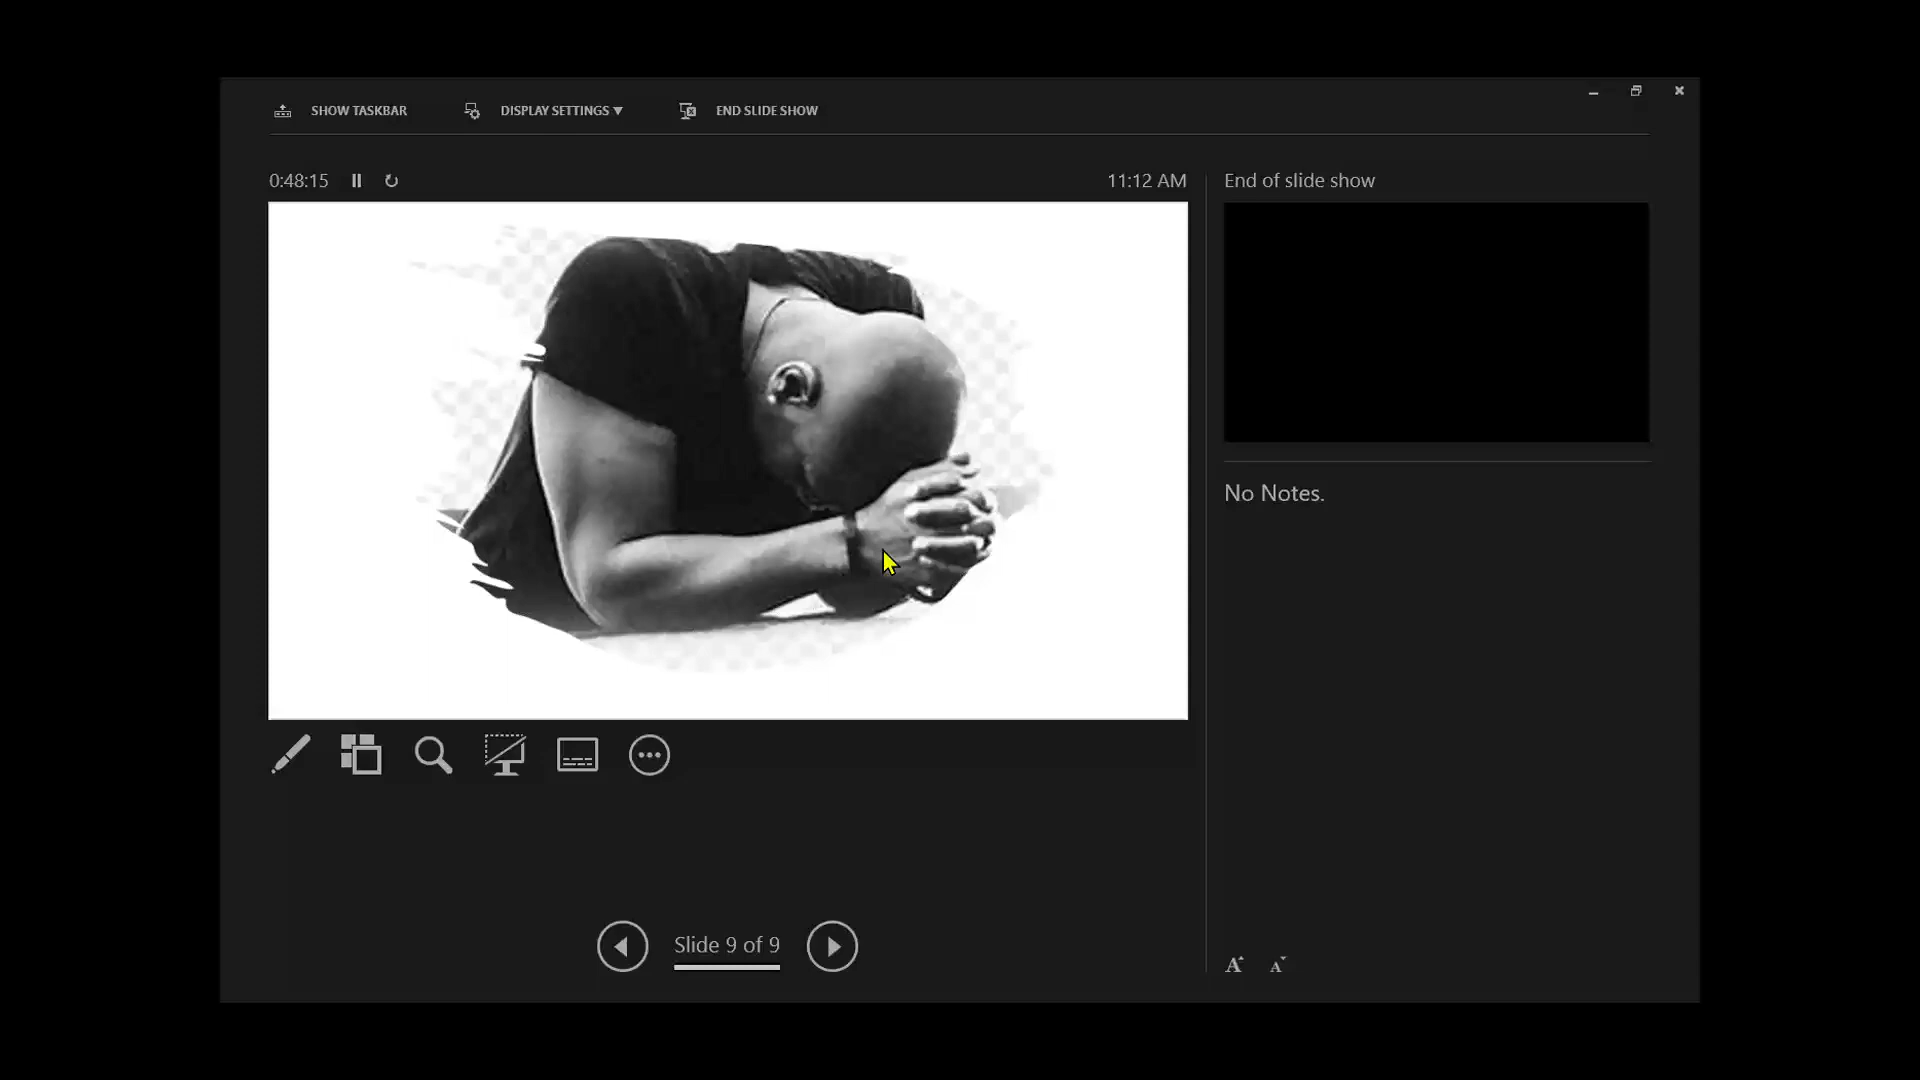 SHOW TASKBAR
DISPLAY SETTINGS ▼
END SLIDE SHOW
0:48:15
11:12 AM
End of slide show
No Notes.
Slide 9 of 9
A A